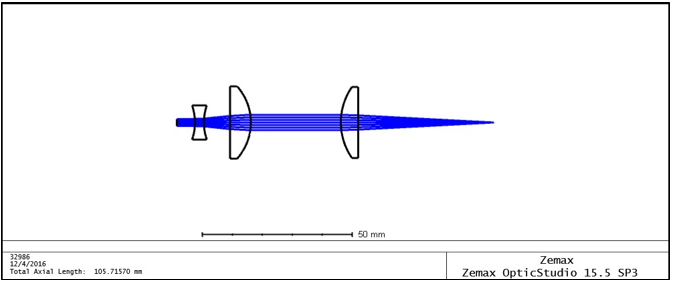 50 mm
32986
12/4/2016
Total Axial Length:  105.71570 mm
Zemax
Zemax OpticStudio 15.5 SP3